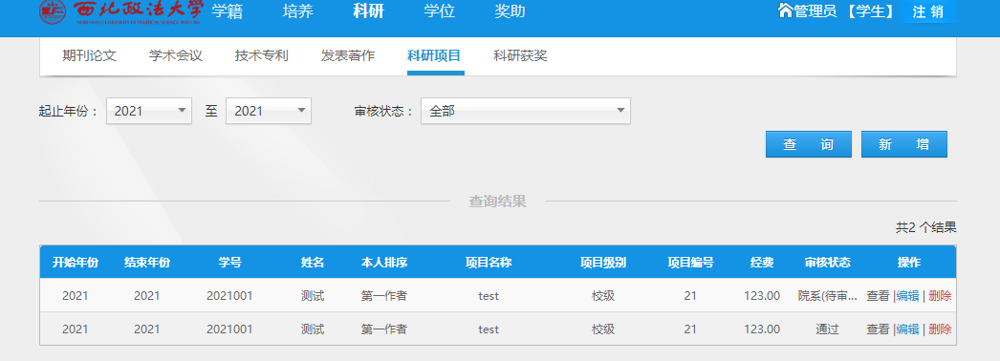 西北政法大学 学籍 培养 科研 学位 奖助 管理员 【学生】 注 销
期刊论文 学术会议 技术专利 发表著作 科研项目 科研获奖
起止年份： 2021 至 2021 审核状态： 全部
查 询 新 增
查询结果
共2 个结果
开始年份 结束年份 学号 姓名 本人排序 项目名称 项目级别 项目编号 经费 审核状态 操作
2021 2021 2021001 测试 第一作者 test 校级 21 123.00 院系(待审... 查看 |编辑 | 删除
2021 2021 2021001 测试 第一作者 test 校级 21 123.00 通过 查看 |编辑 | 删除